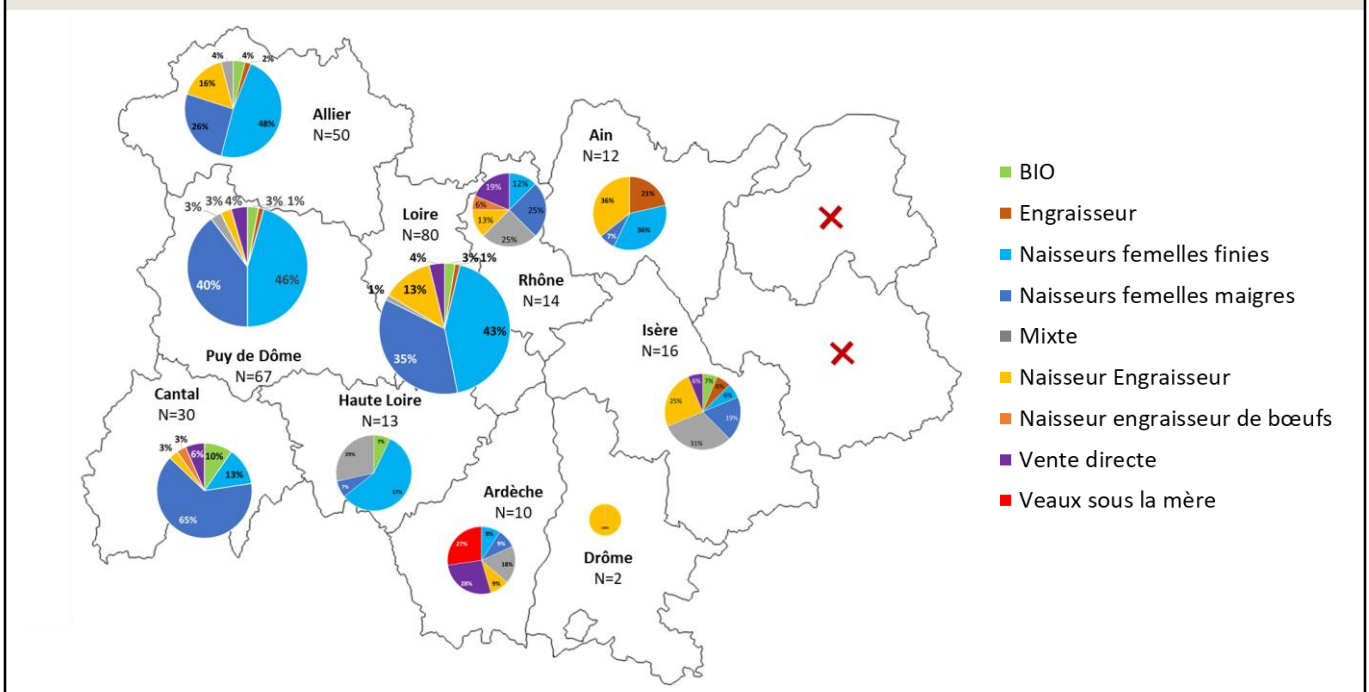 4% 4% 2%
16%
26% 48%
Allier
N=50
3% 3% 4% 3% 1%
40% 46%
Puy de Dôme
N=67
Loire
N=80
4% 3% 1%
1% 13%
43%
35%
19% 12%
6% 25%
13%
25%
Rhône
N=14
Ain
N=12
36% 21%
7% 36%
Isère
N=16
6% 7% 6%
25% 6%
19%
31%
Cantal
N=30
3% 3% 6% 10%
13%
65%
Haute Loire
N=13
7%
7%
Ardèche
N=10
9%
27% 9%
18%
28% 9%
Drôme
N=2
BIO
Engraisseur
Naisseurs femelles finies
Naisseurs femelles maigres
Mixte
Naisseur Engraisseur
Naisseur engraisseur de bœufs
Vente directe
Veaux sous la mère